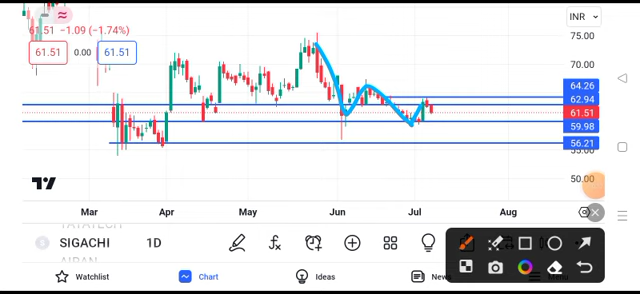 61.51 −1.09 (−1.74%)
INR
61.51 0.00 61.51
75.00
70.00
64.26
62.94
61.51
59.98
56.21
55.00
50.00
Mar Apr May Jun Jul Aug
TATATECH
SIGACHI 1D
Watchlist Chart Ideas News